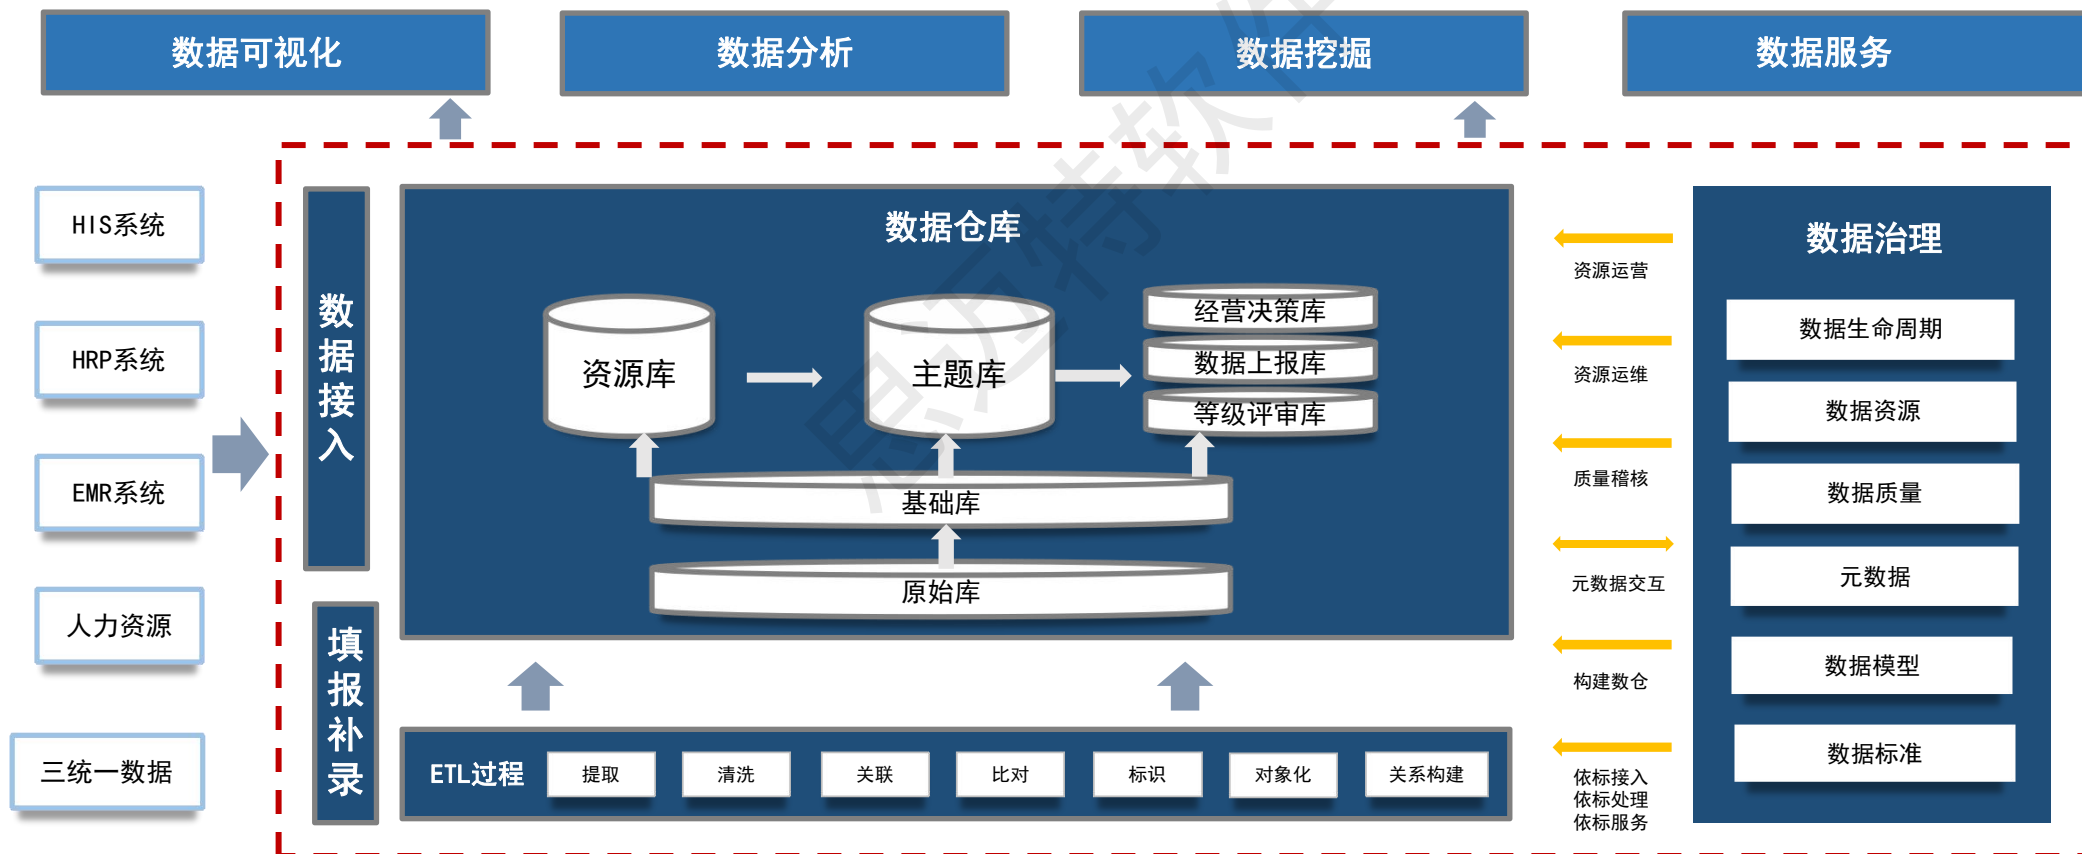 数据可视化
数据分析
数据挖掘
数据服务
HIS系统
HRP系统
EMR系统
人力资源
三统一数据
数据接入
填报补录
数据仓库
资源库
主题库
经营决策库
数据上报库
等级评审库
基础库
原始库
ETL过程
提取
清洗
关联
比对
标识
对象化
关系构建
资源运营
资源运维
质量稽核
元数据交互
构建数仓
依标接入
依标处理
依标服务
数据治理
数据生命周期
数据资源
数据质量
元数据
数据模型
数据标准
思迈特软件